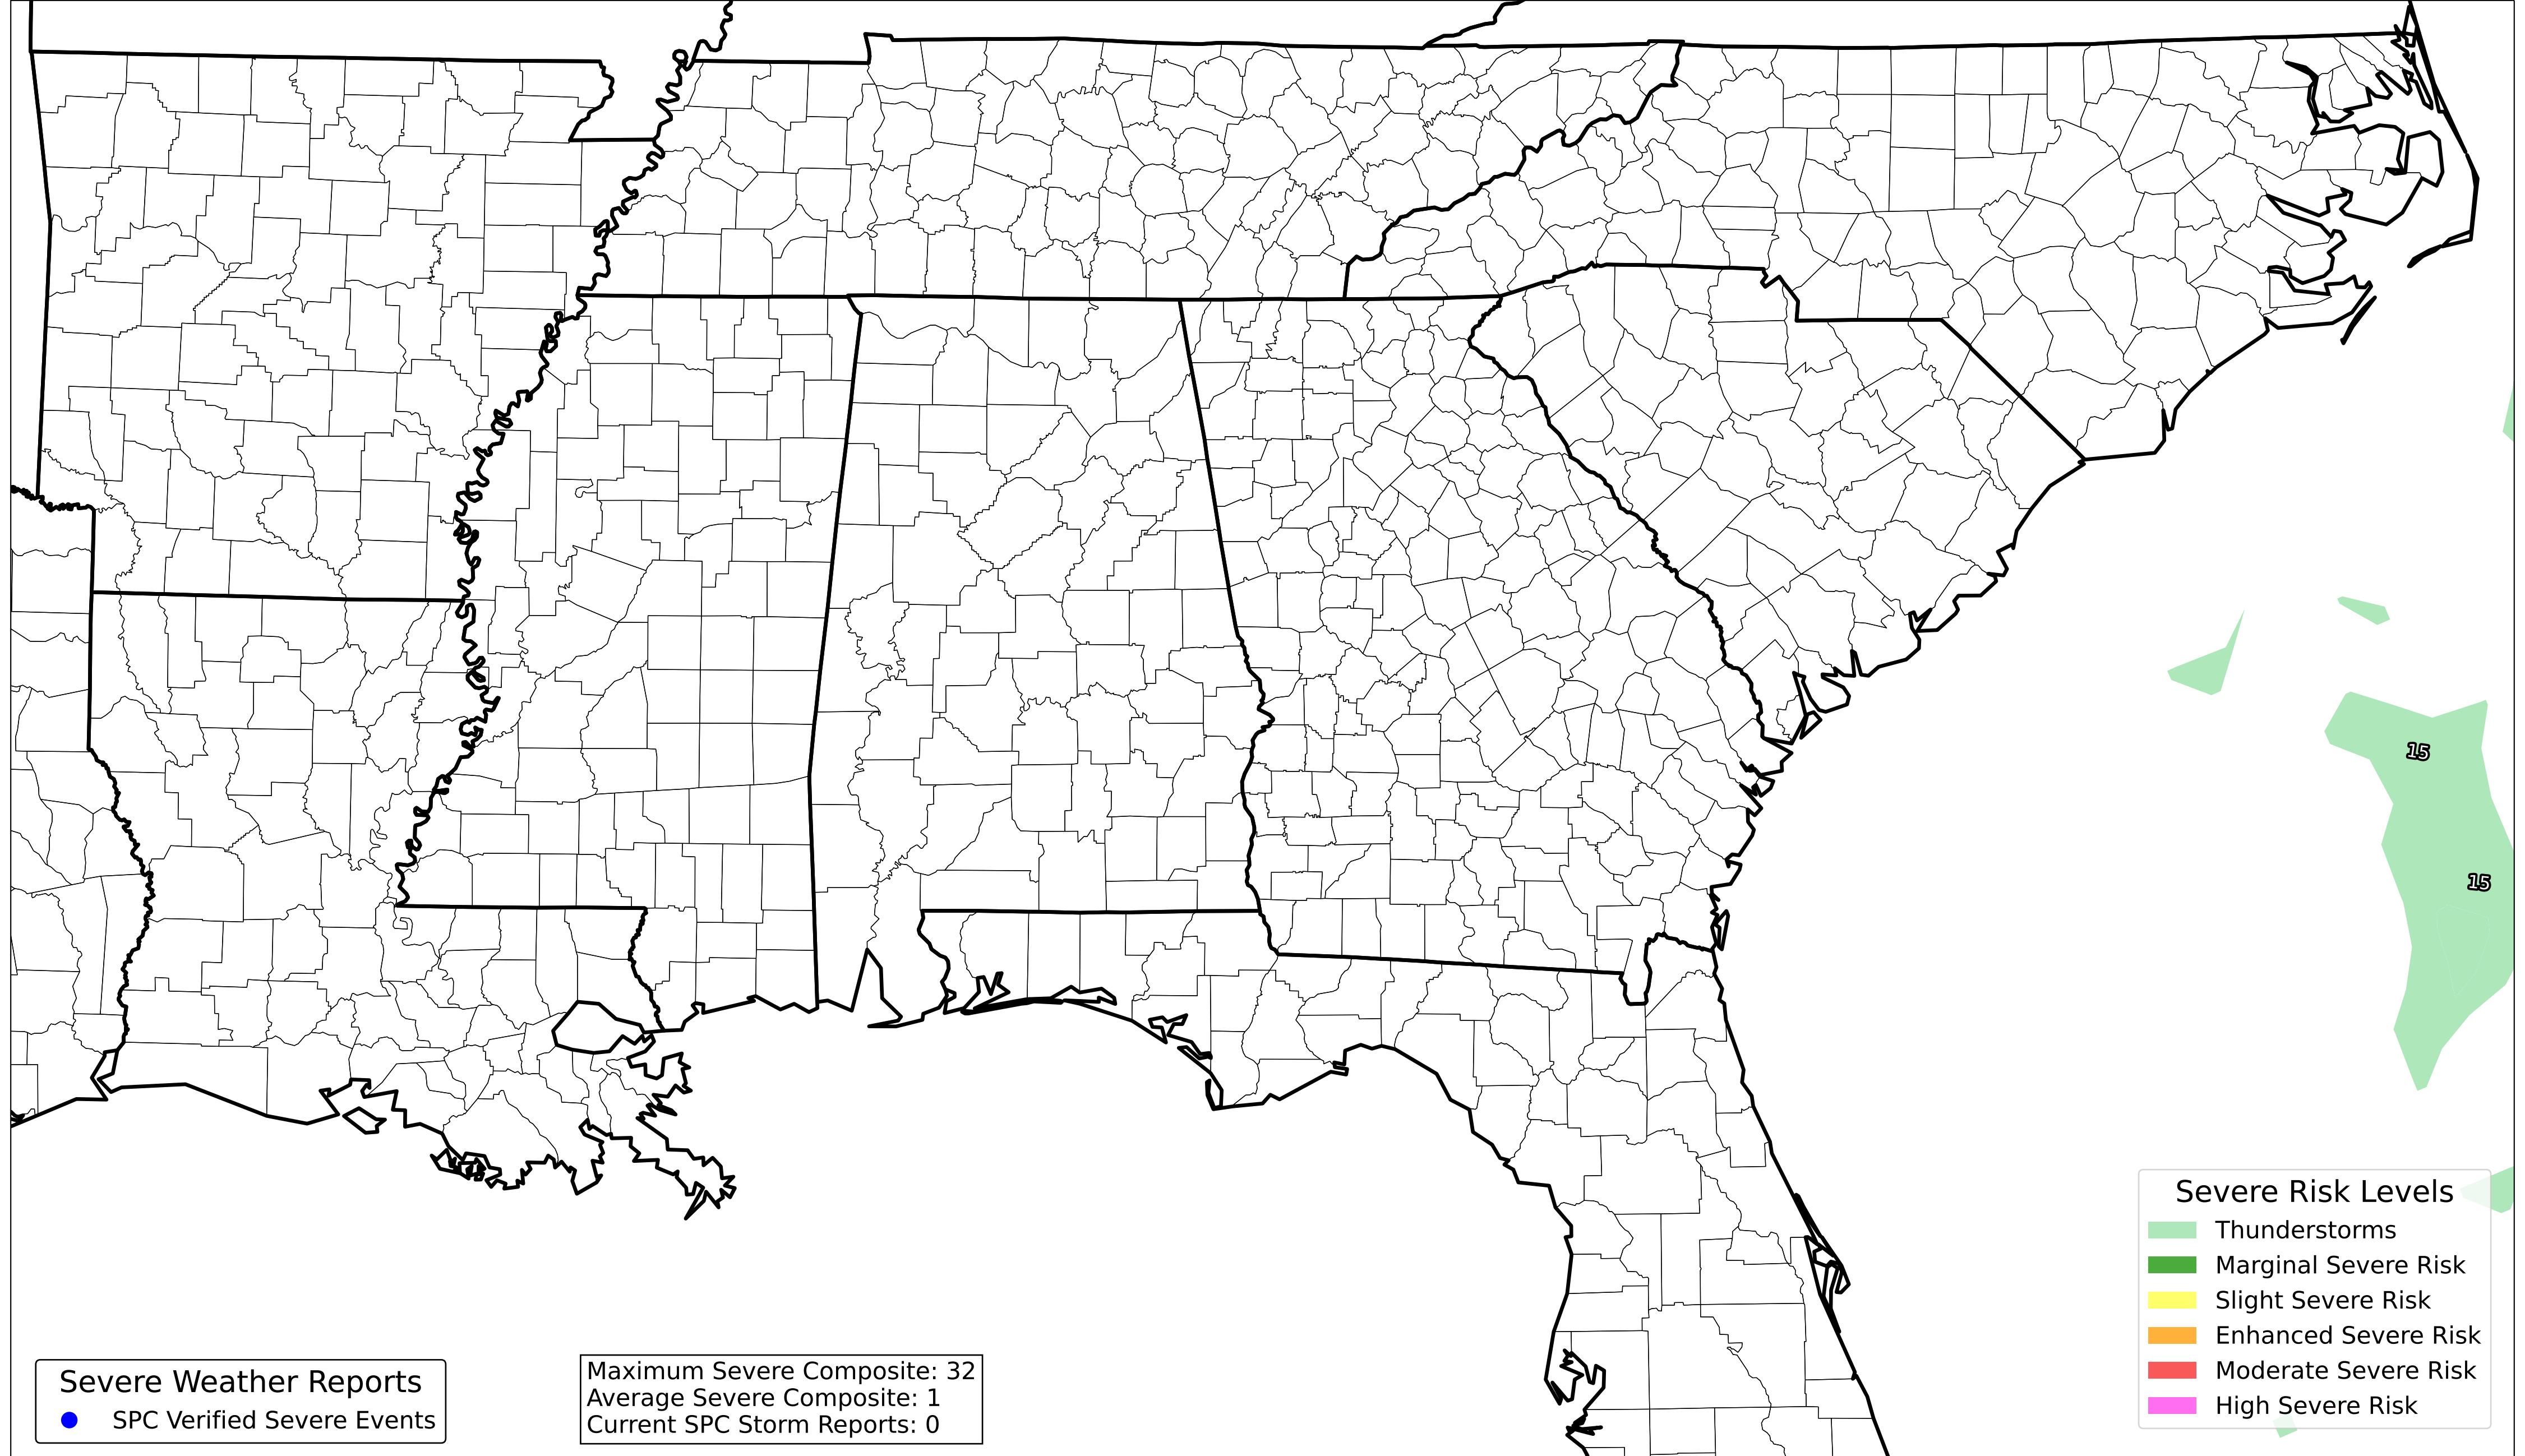 15
15
Severe Risk Levels
Thunderstorms
Marginal Severe Risk
Slight Severe Risk
Enhanced Severe Risk
Moderate Severe Risk
High Severe Risk
Severe Weather Reports
SPC Verified Severe Events
Maximum Severe Composite: 32
Average Severe Composite: 1
Current SPC Storm Reports: 0